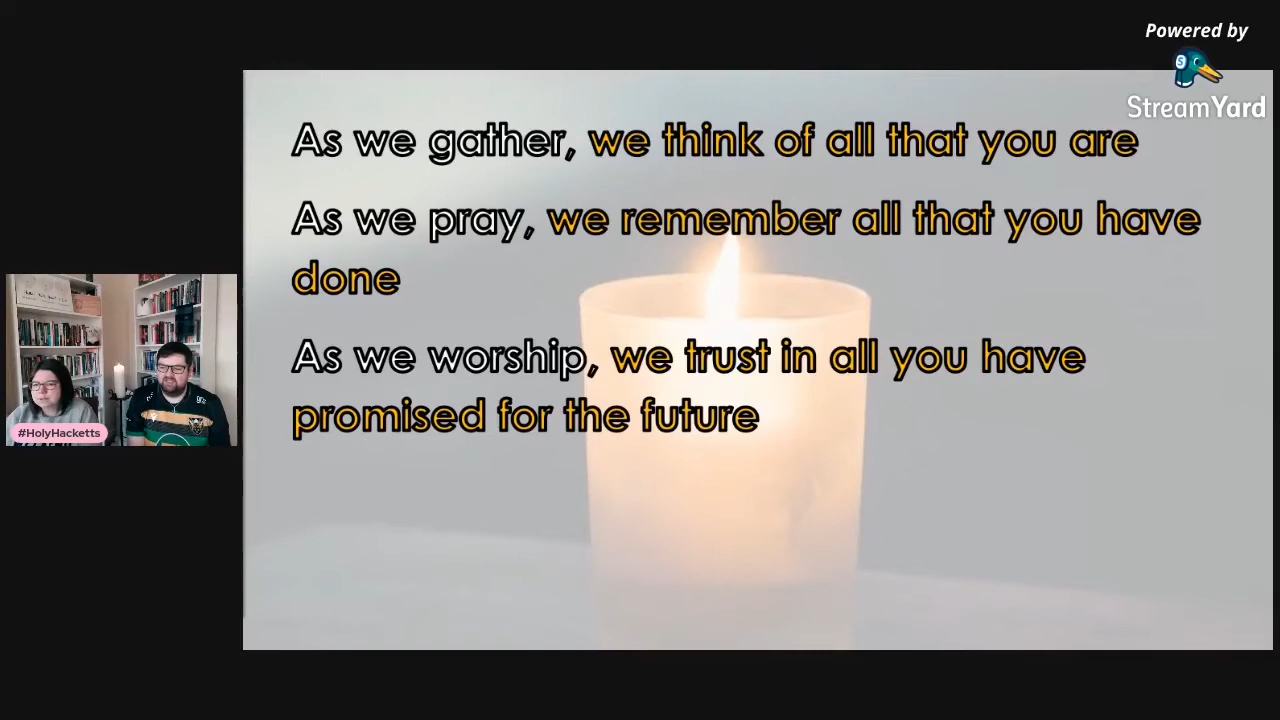 Powered by
StreamYard
As we gather, we think of all that you are
As we pray, we remember all that you have
done
As we worship, we trust in all you have
promised for the future
#HolyHacketts